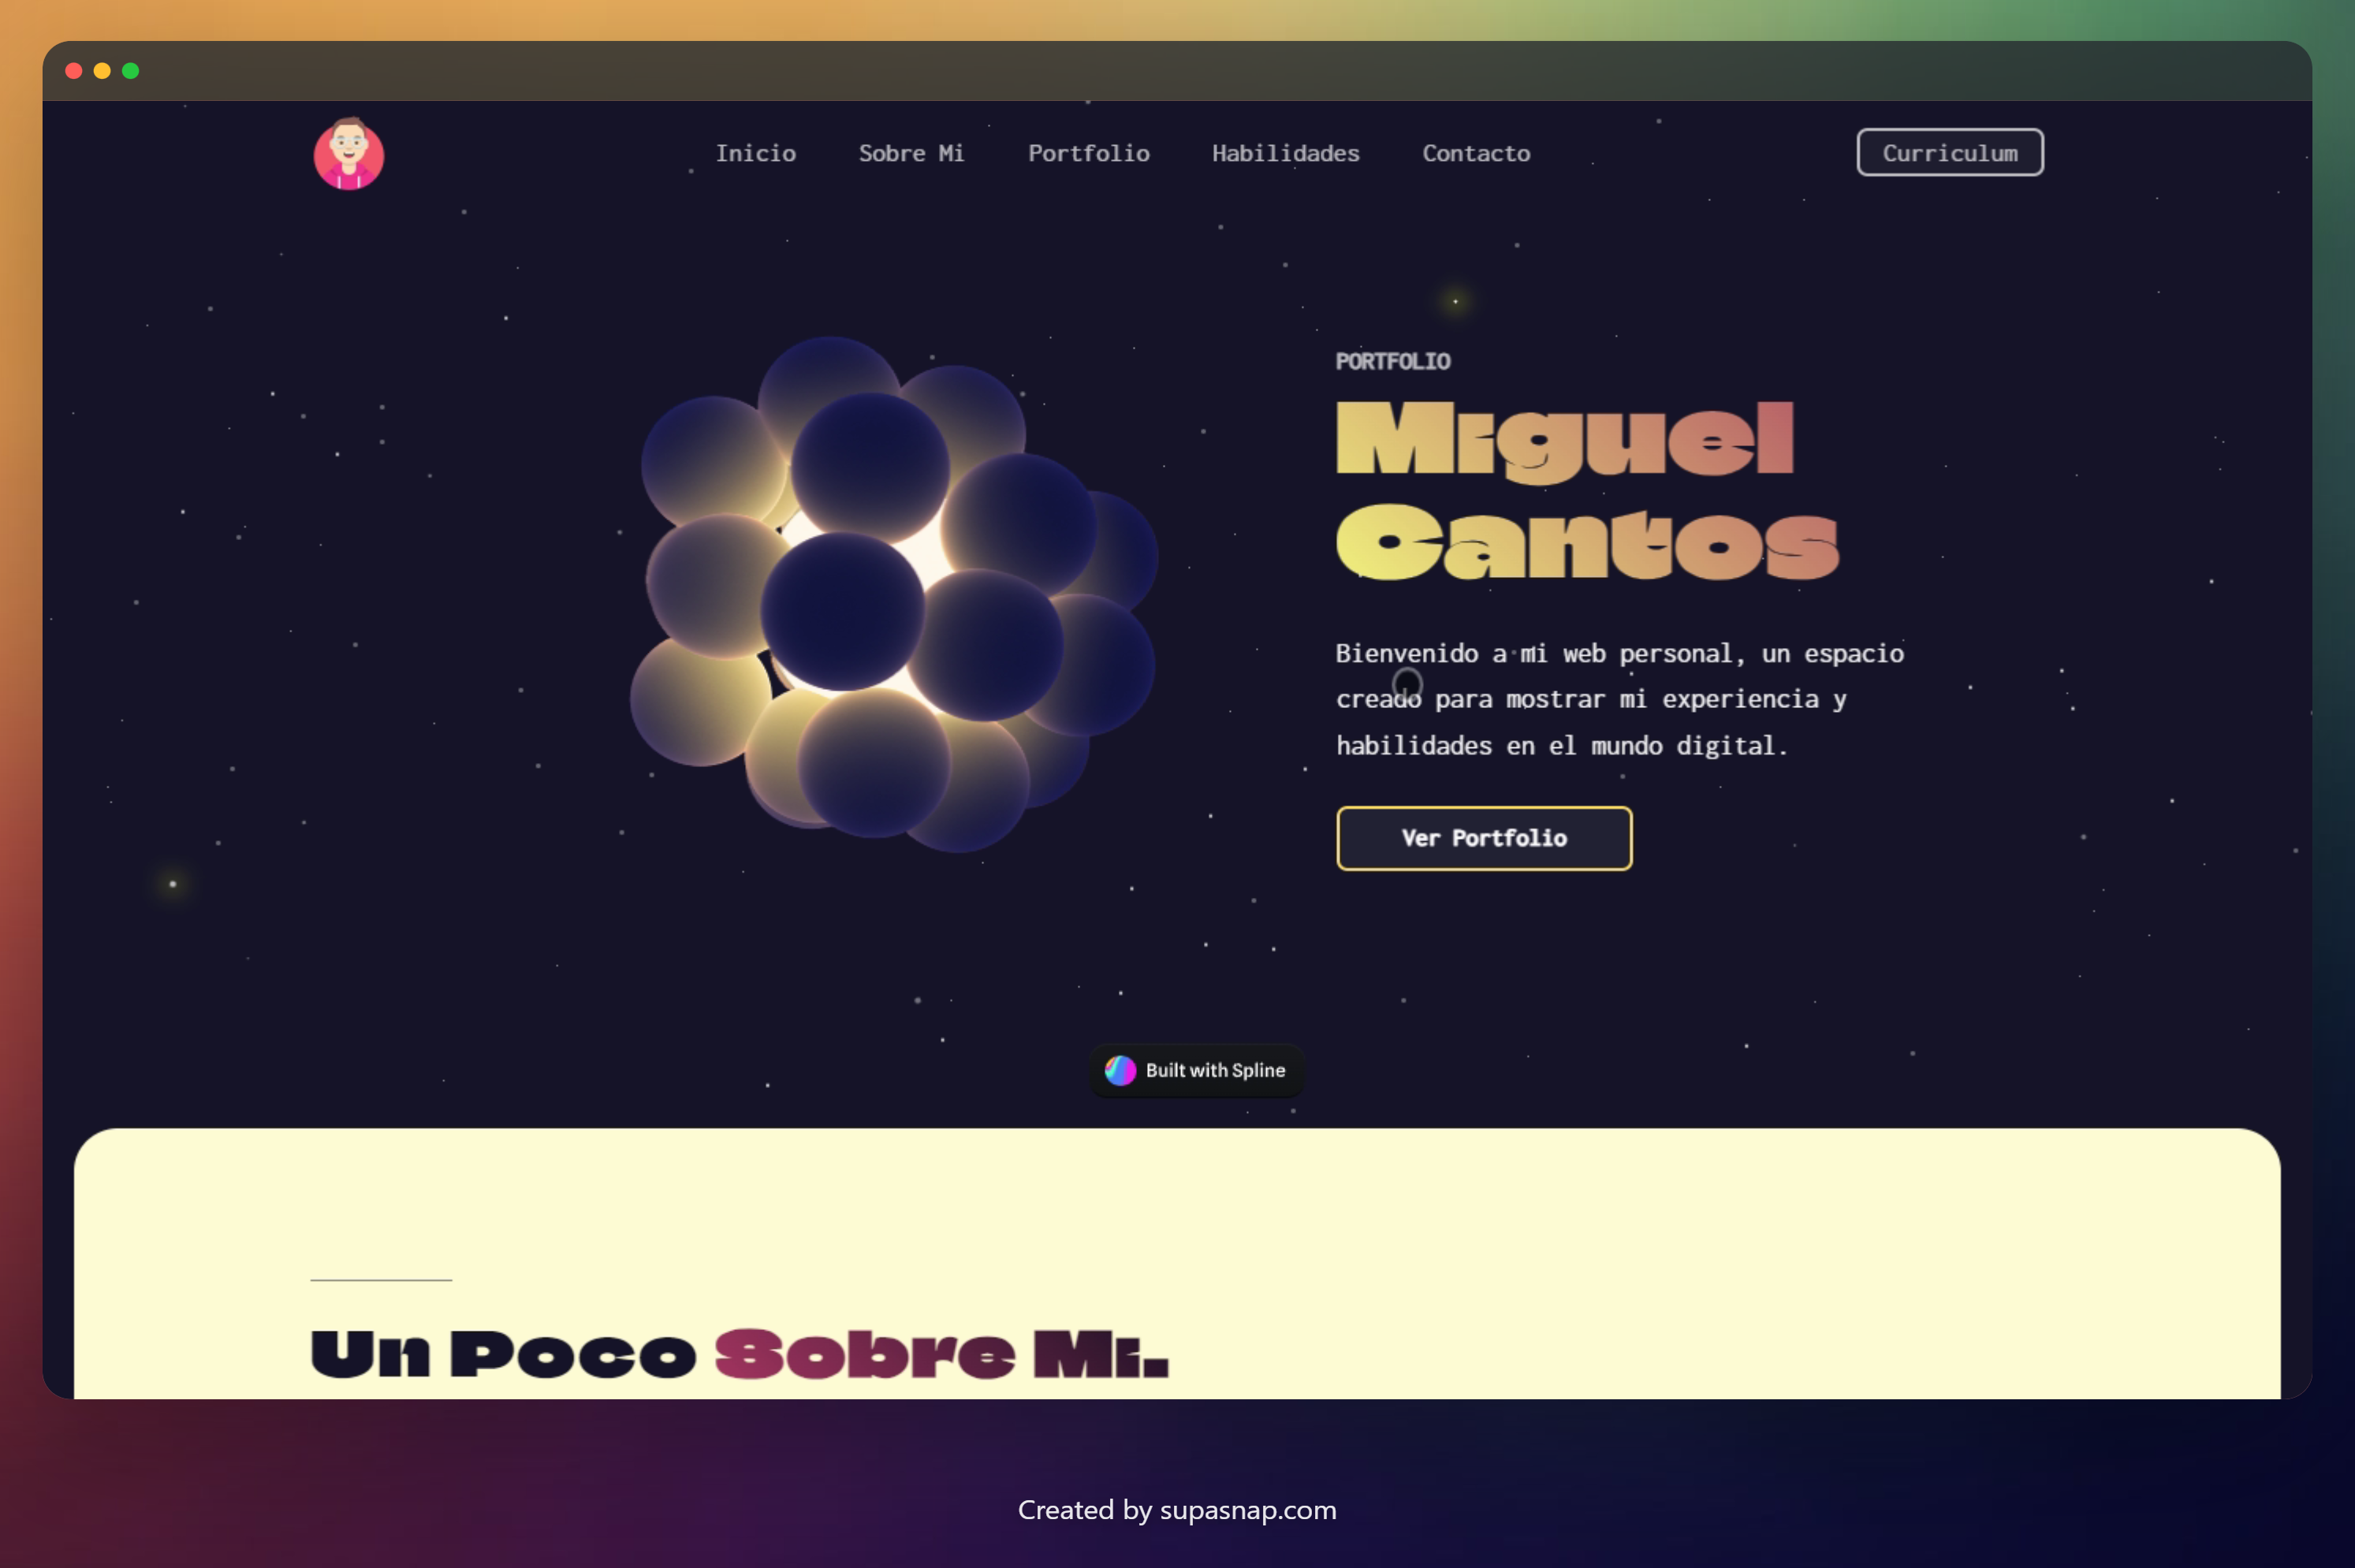 Inicio Sobre Mi Portfolio Habilidades Contacto Curriculum
PORTFOLIO
Miguel
Cantos
Bienvenido a mi web personal, un espacio
creado para mostrar mi experiencia y
habilidades en el mundo digital.
Ver Portfolio
Built with Spline
Un Poco Sobre Mi.
Created by supasnap.com